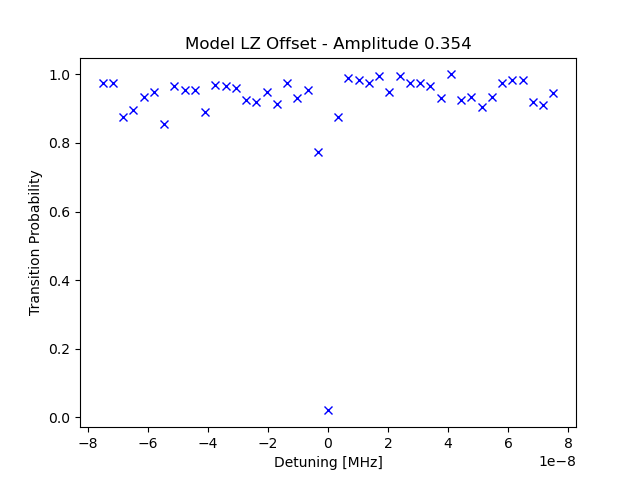 Model LZ Offset - Amplitude 0.354
1.0
0.8
0.6
0.4
0.2
0.0
Transition Probability
−8 −6 −4 −2 0 2 4 6 8
1e−8
Detuning [MHz]